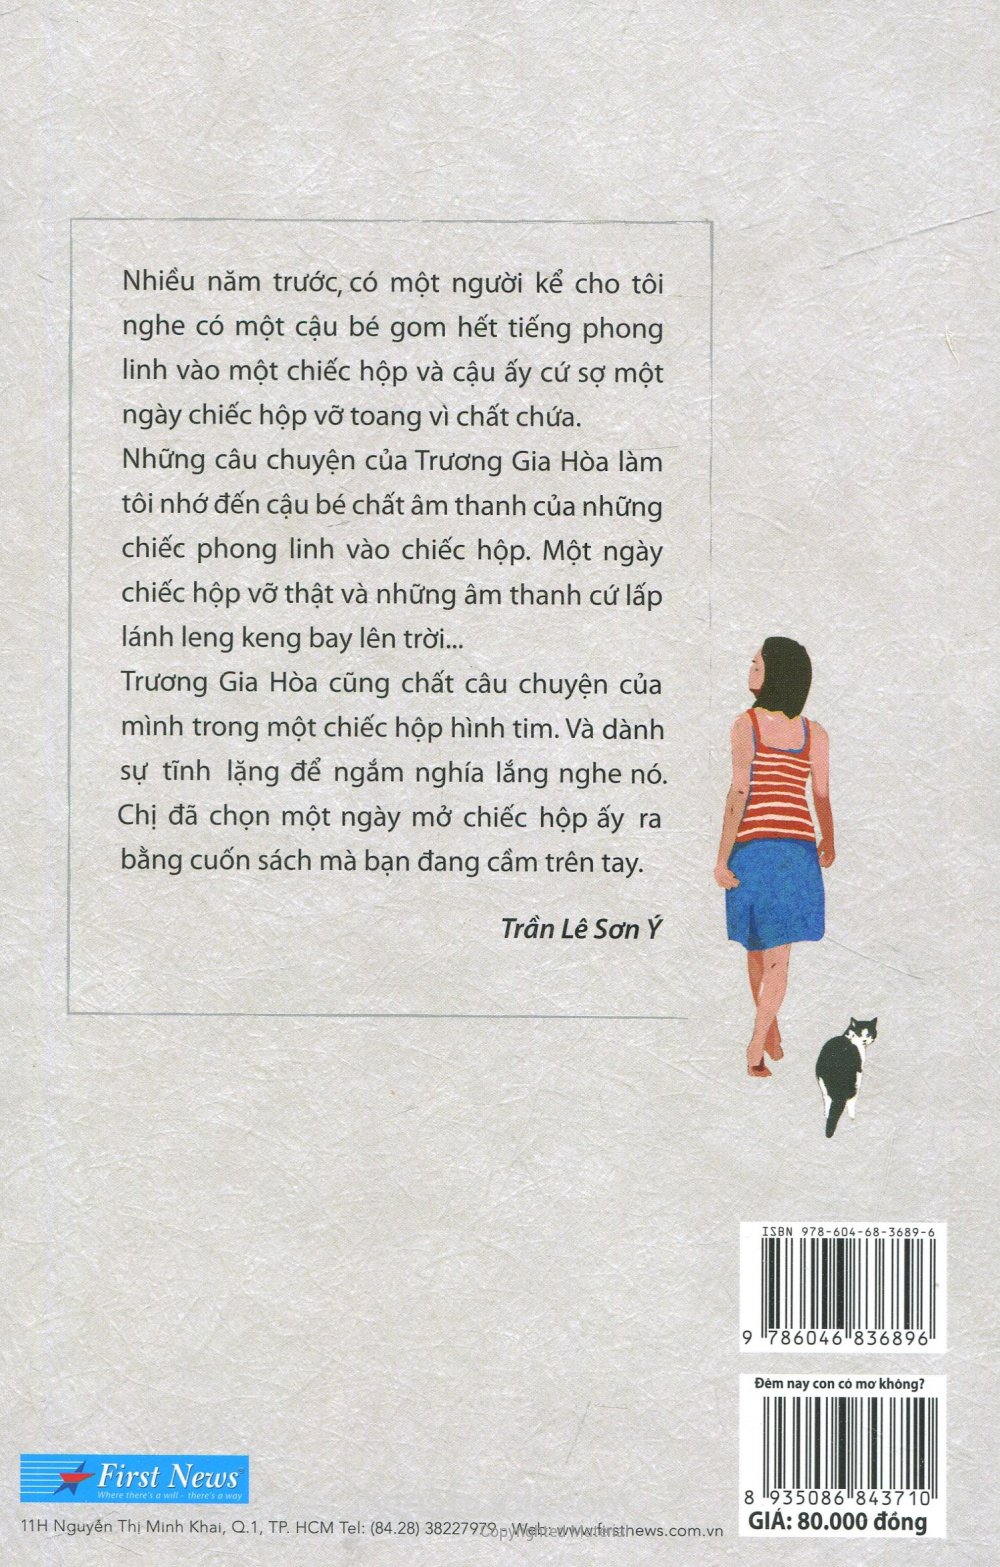 Nhiều năm trước, có một người kể cho tôi
nghe có một cậu bé gom hết tiếng phong
linh vào một chiếc hộp và cậu ấy cứ sợ một
ngày chiếc hộp vỡ toang vì chất chứa.
Những câu chuyện của Trương Gia Hòa làm
tôi nhớ đến cậu bé chất âm thanh của những
chiếc phong linh vào chiếc hộp. Một ngày
chiếc hộp vỡ thật và những âm thanh cứ lấp
lánh leng keng bay lên trời...
Trương Gia Hòa cũng chất câu chuyện của
mình trong một chiếc hộp hình tim. Và dành
sự tĩnh lặng để ngắm nghía lắng nghe nó.
Chị đã chọn một ngày mở chiếc hộp ấy ra
bằng cuốn sách mà bạn đang cầm trên tay.
Trần Lê Sơn Ý
ISBN 978-604-68-3689-6
9 786046 836896
Đêm nay con có mơ không?
8 935086 843710
GIÁ: 80.000 đồng
First News
Where there's a will - there's a way
11H Nguyễn Thị Minh Khai, Q.1, TP. HCM Tel: (84.28) 38227979 - Web: www.firstnews.com.vn
Copyrighted Material